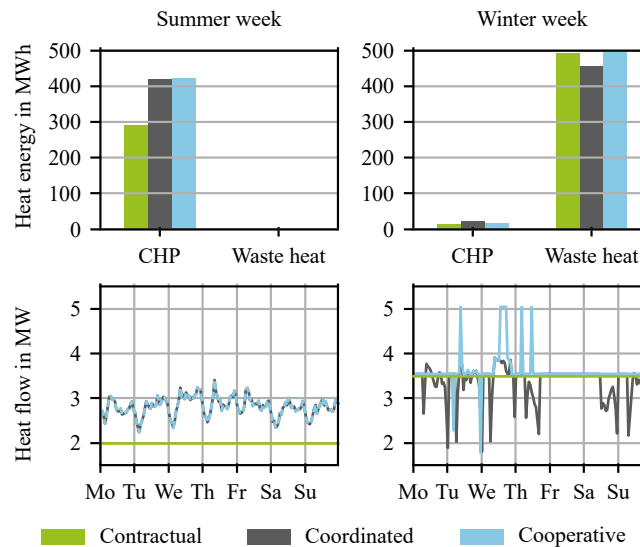 Summer week
Winter week
Heat energy in MWh
500
400
300
200
100
0
CHP
Waste heat
500
400
300
200
100
0
CHP
Waste heat
Heat flow in MW
5
4
3
2
Mo Tu We Th Fr Sa Su
5
4
3
2
Mo Tu We Th Fr Sa Su
Contractual Coordinated Cooperative